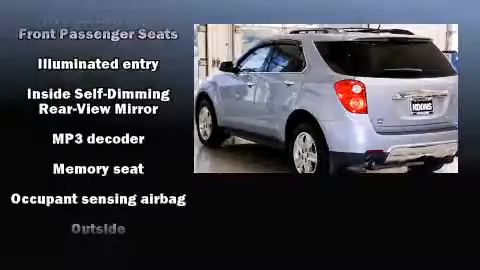 Front Passenger Seats
Illuminated entry
Inside Self-Dimming
Rear-View Mirror
MP3 decoder
Memory seat
Occupant sensing airbag
Outside
KOONS